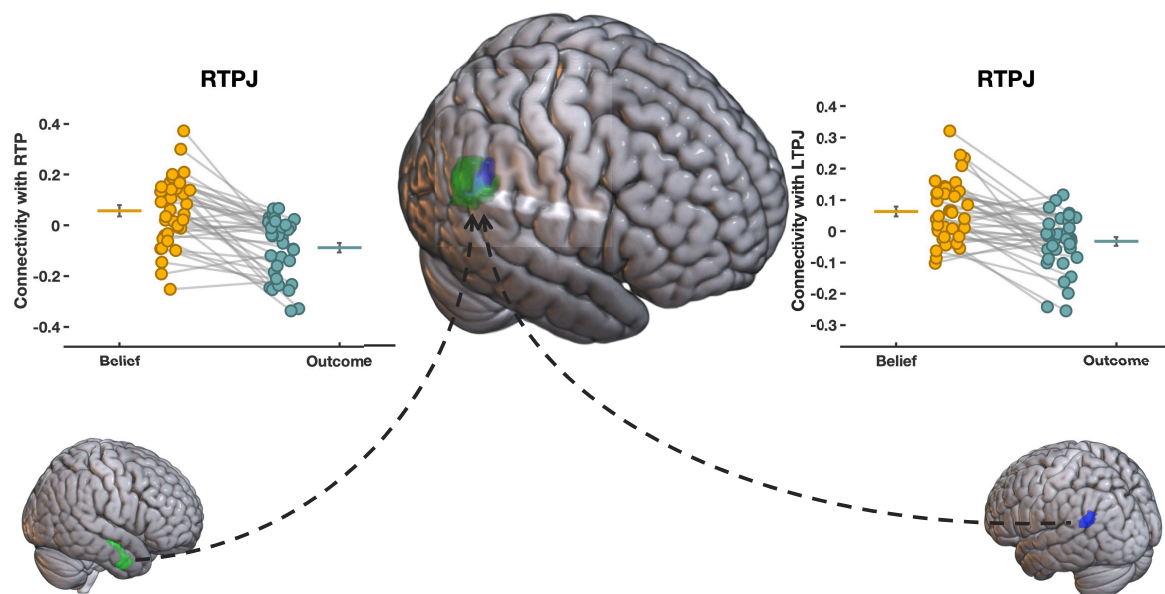 RTPJ
Connectivity with RTP
0.4
0.2
0
-0.2
-0.4
Belief
Outcome
RTPJ
Connectivity with LTPJ
0.4
0.3
0.2
0.1
0
-0.1
-0.2
-0.3
Belief
Outcome